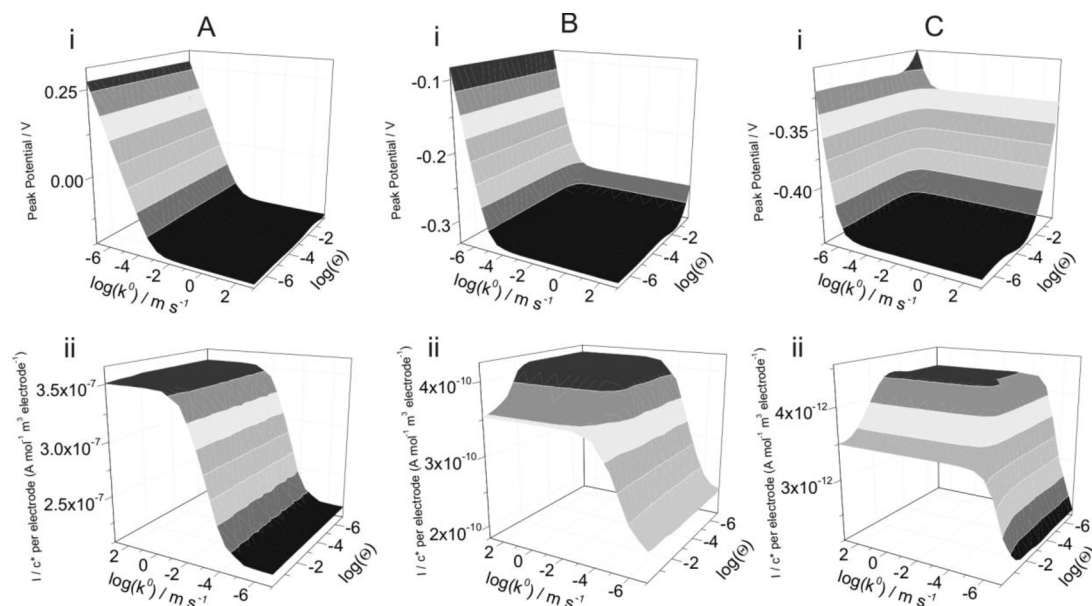 A
B
C
i
i
i
0.25
0.00
Peak Potential / V
-6
-4
-2
0
2
log(k⁰) / m s⁻¹
-2
-4
-6
log(Θ)
-0.1
-0.2
-0.3
Peak Potential / V
-6
-4
-2
0
2
log(k⁰) / m s⁻¹
-2
-4
-6
log(Θ)
-0.35
-0.40
Peak Potential / V
-6
-4
-2
0
2
log(k⁰) / m s⁻¹
-2
-4
-6
log(Θ)
ii
ii
ii
3.5x10⁻⁷
3.0x10⁻⁷
2.5x10⁻⁷
I / c* per electrode (A mol⁻¹ m³ electrode⁻¹)
2
0
-2
-4
-6
log(k⁰) / m s⁻¹
-6
-4
-2
log(Θ)
4x10⁻¹⁰
3x10⁻¹⁰
2x10⁻¹⁰
I / c* per electrode (A mol⁻¹ m³ electrode⁻¹)
2
0
-2
-4
-6
log(k⁰) / m s⁻¹
-6
-4
-2
log(Θ)
4x10⁻¹²
3x10⁻¹²
I / c* per electrode (A mol⁻¹ m³ electrode⁻¹)
2
0
-2
-4
-6
log(k⁰) / m s⁻¹
-6
-4
-2
log(Θ)